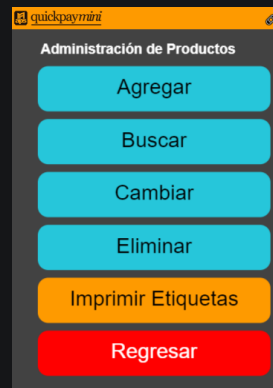 quickpaymini
Administración de Productos
Agregar
Buscar
Cambiar
Eliminar
Imprimir Etiquetas
Regresar